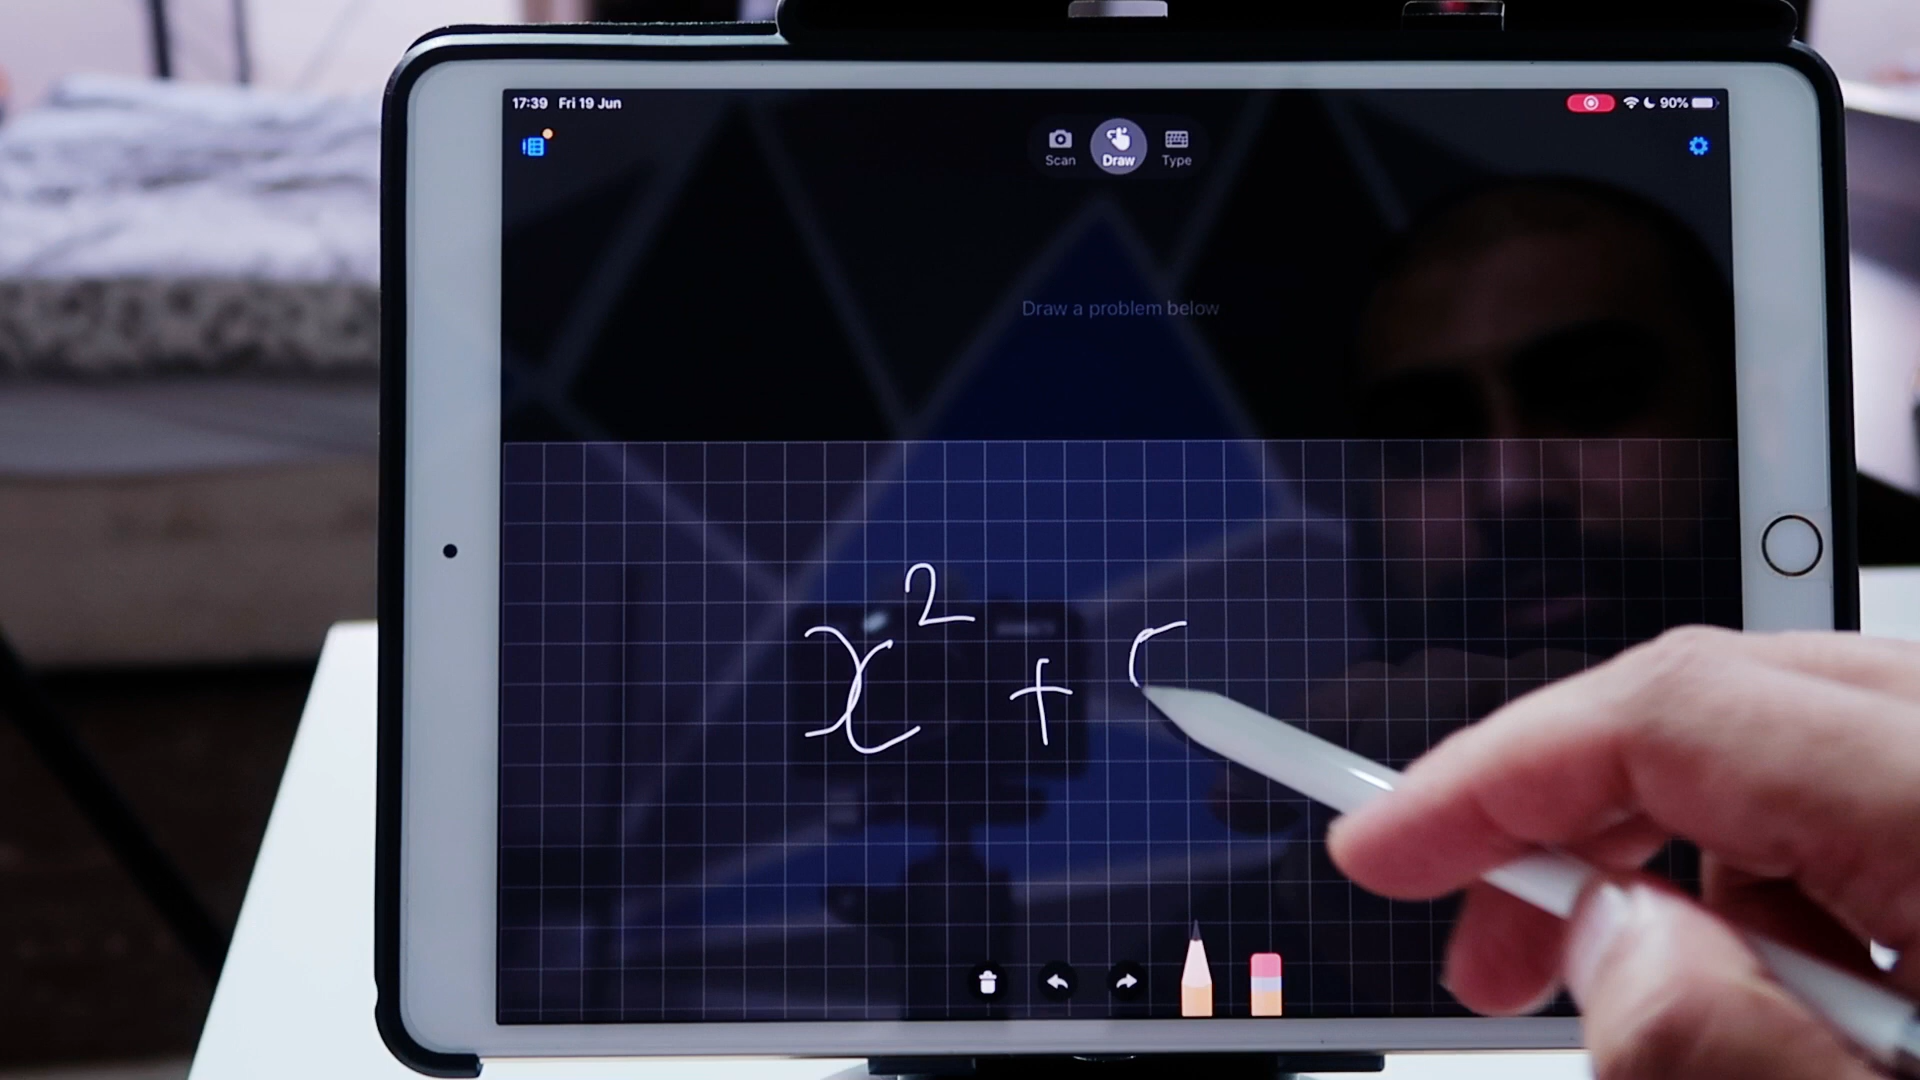 17:39 Fri 19 Jun 90%
Scan Draw Type
Draw a problem below
x² +